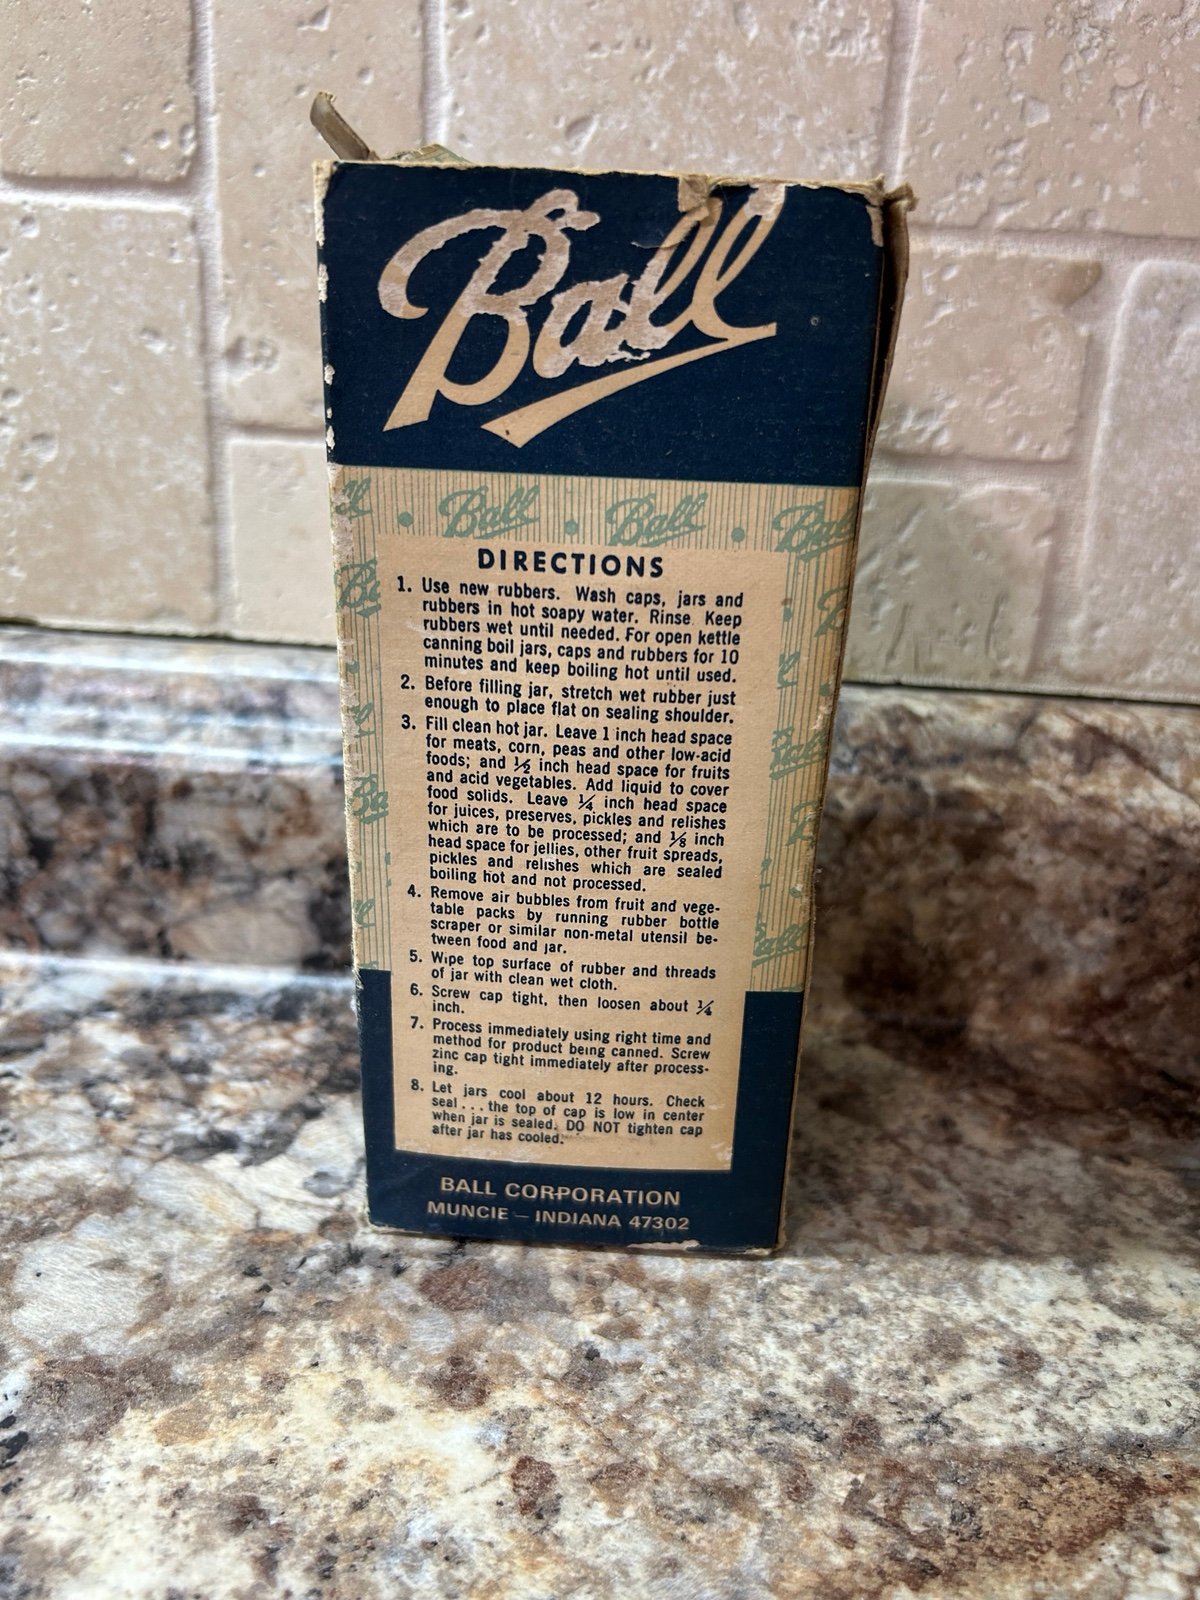 Ball
Ball Ball Ball
DIRECTIONS
1. Use new rubbers. Wash caps, jars and
rubbers in hot soapy water. Rinse. Keep
rubbers wet until needed. For open kettle
canning boil jars, caps and rubbers for 10
minutes and keep boiling hot until used.
2. Before filling jar, stretch wet rubber just
enough to place flat on sealing shoulder.
3. Fill clean hot jar. Leave 1 inch head space
for meats, corn, peas and other low-acid
foods; and ½ inch head space for fruits
and acid vegetables. Add liquid to cover
food solids. Leave ¼ inch head space
for juices, preserves, pickles and relishes
which are to be processed; and ⅛ inch
head space for jellies, other fruit spreads,
pickles and relishes which are sealed
boiling hot and not processed.
4. Remove air bubbles from fruit and vege-
table packs by running rubber bottle
scraper or similar non-metal utensil be-
tween food and jar.
5. Wipe top surface of rubber and threads
of jar with clean wet cloth.
6. Screw cap tight, then loosen about ¼
inch.
7. Process immediately using right time and
method for product being canned. Screw
zinc cap tight immediately after process-
ing.
8. Let jars cool about 12 hours. Check
seal . . . the top of cap is low in center
when jar is sealed. DO NOT tighten cap
after jar has cooled.
BALL CORPORATION
MUNCIE — INDIANA 47302